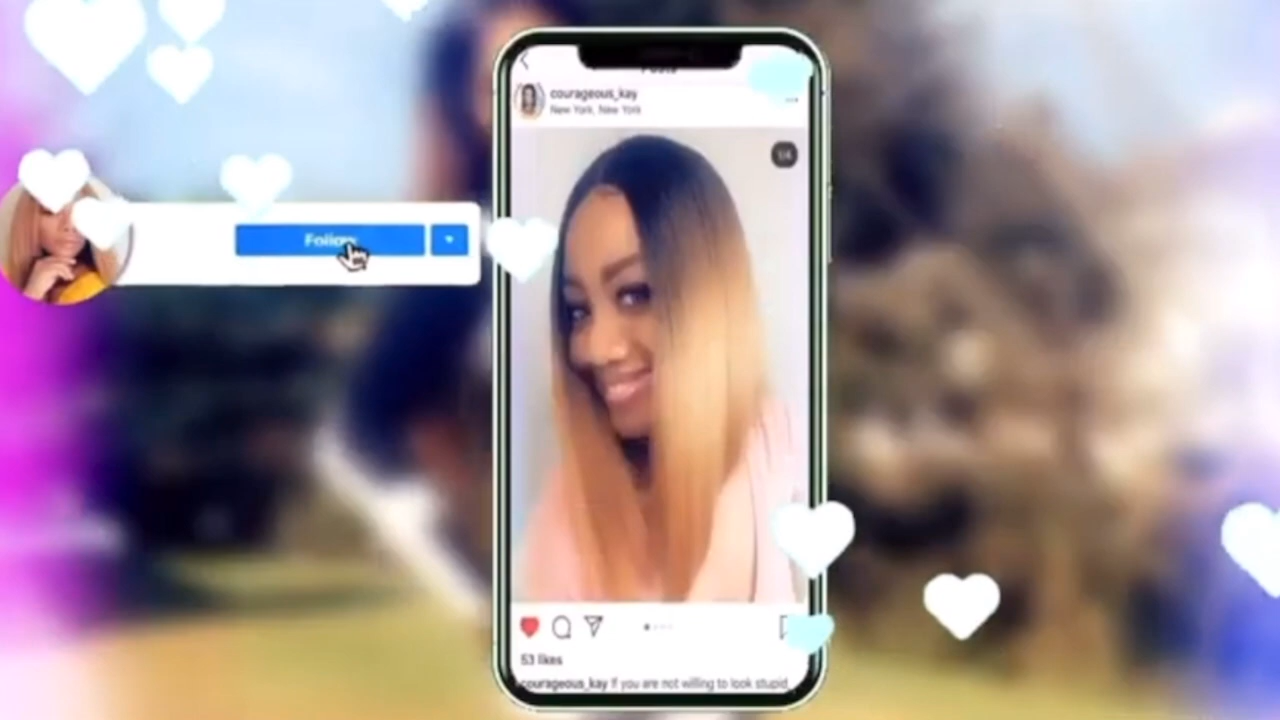 Posts
courageous_kay
New York, New York
1/4
Follow
53 likes
courageous_kay If you are not willing to look stupid,